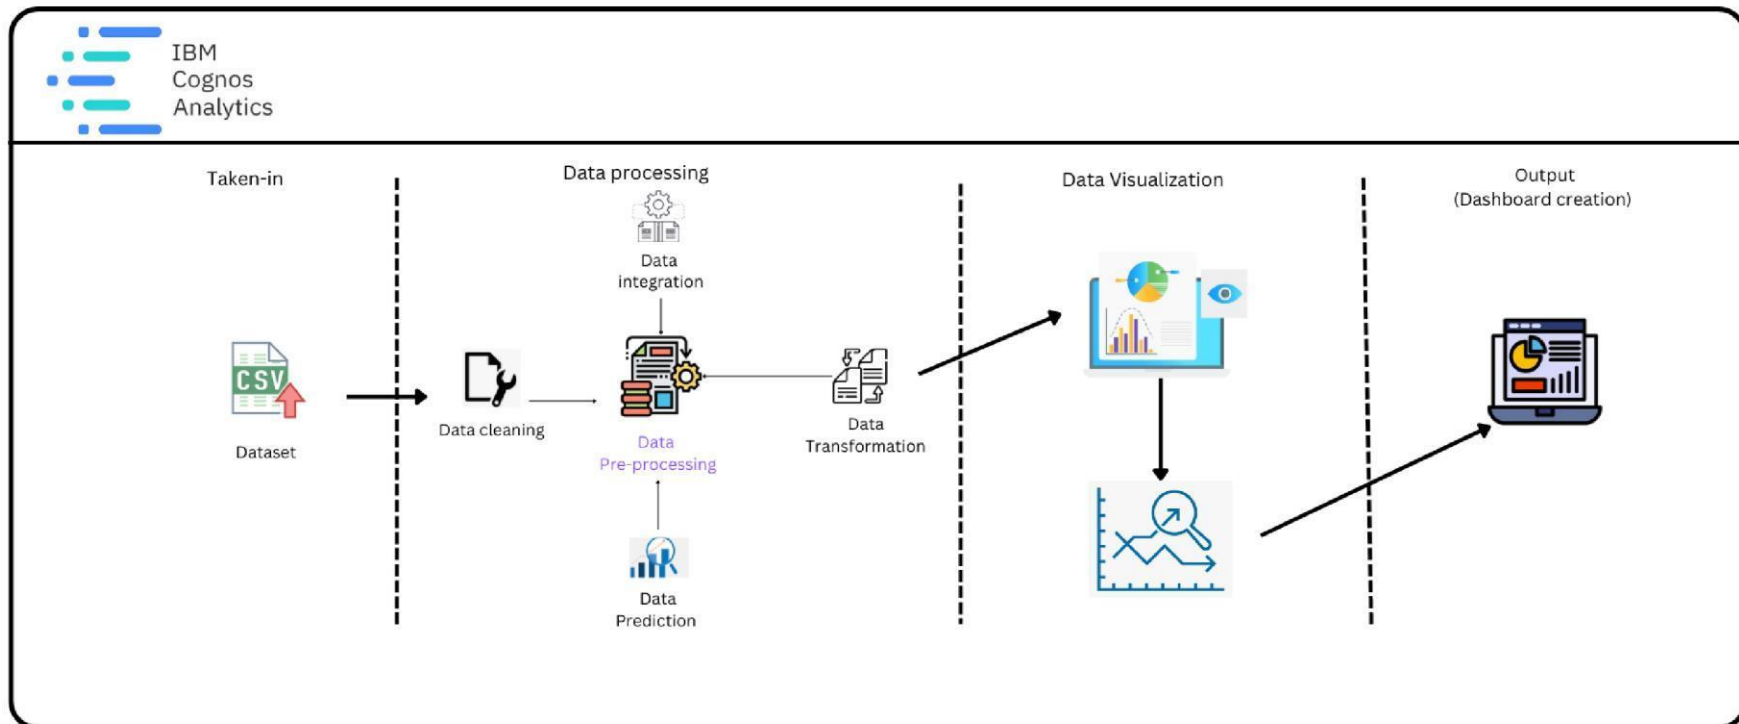 IBM
Cognos
Analytics
Taken-in
Data processing
Data Visualization
Output
(Dashboard creation)
Data
integration
CSV
Dataset
Data cleaning
Data
Pre-processing
Data
Transformation
Data
Prediction